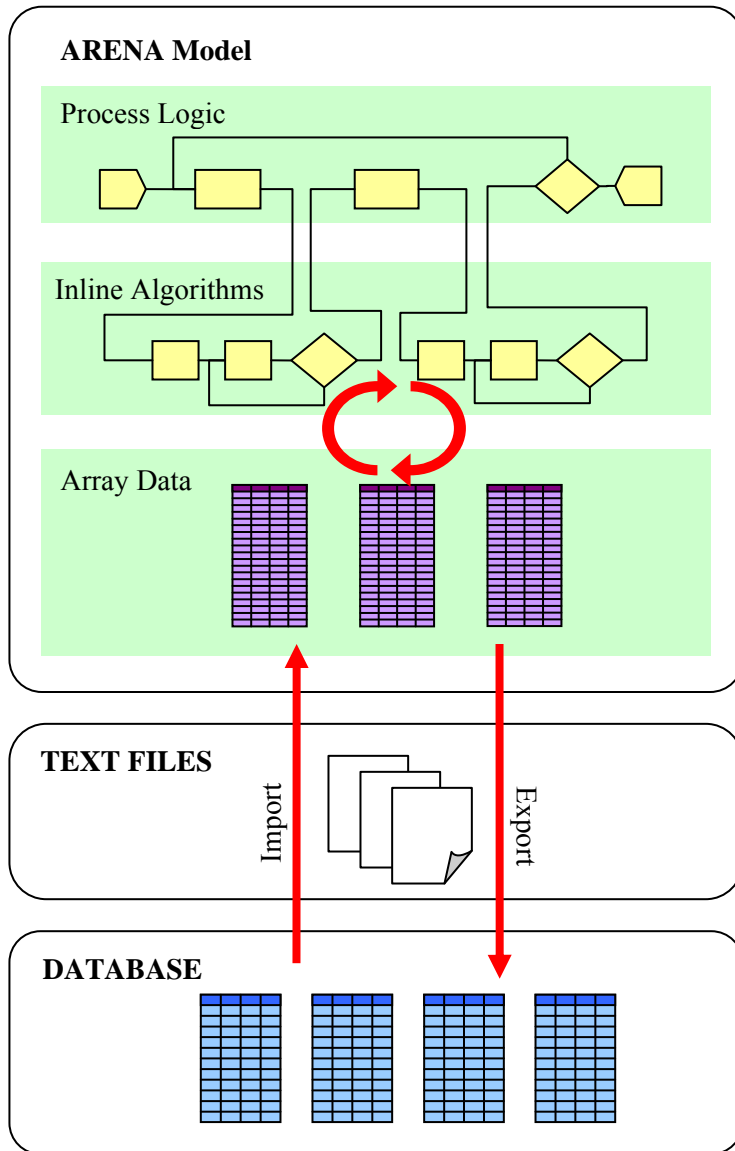 ARENA Model
Process Logic
Inline Algorithms
Array Data
TEXT FILES
Import
Export
DATABASE